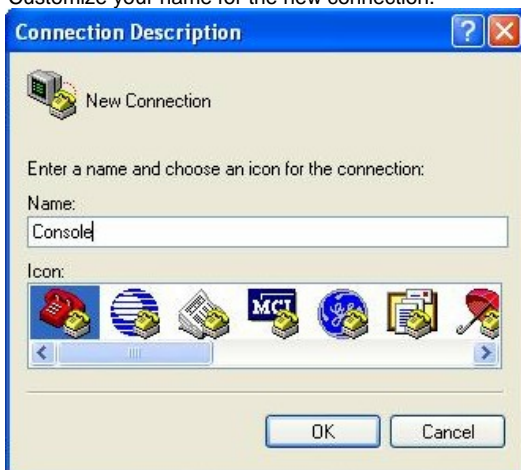 Customize your name for the new connection.
Connection Description
New Connection
Enter a name and choose an icon for the connection:
Name:
Console
Icon:
MCI
OK
Cancel